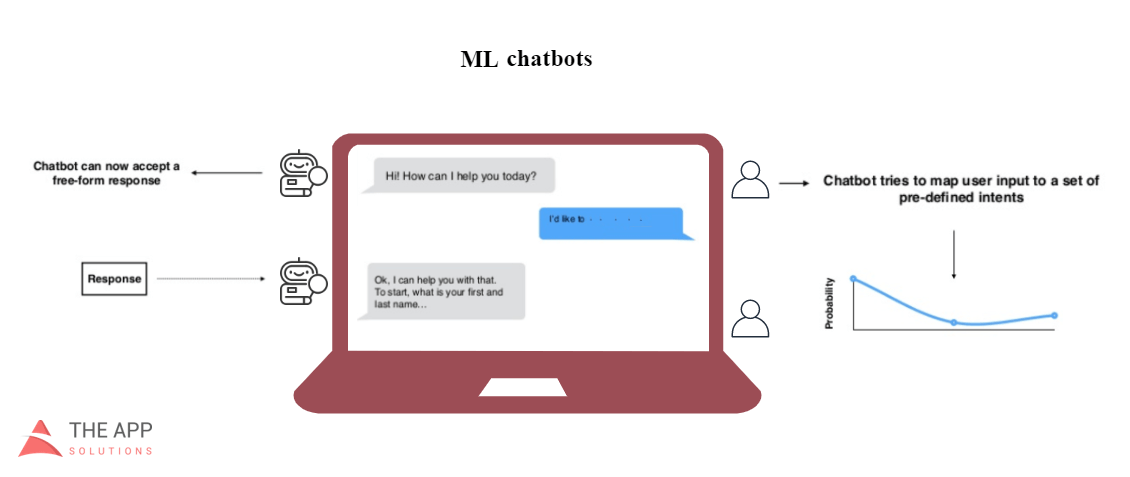 ML chatbots
Chatbot can now accept a
free-form response
Hi! How can I help you today?
I'd like to . . . . .
Chatbot tries to map user input to a set of
pre-defined intents
Response
Ok, I can help you with that.
To start, what is your first and
last name...
Probability
THE APP
SOLUTIONS